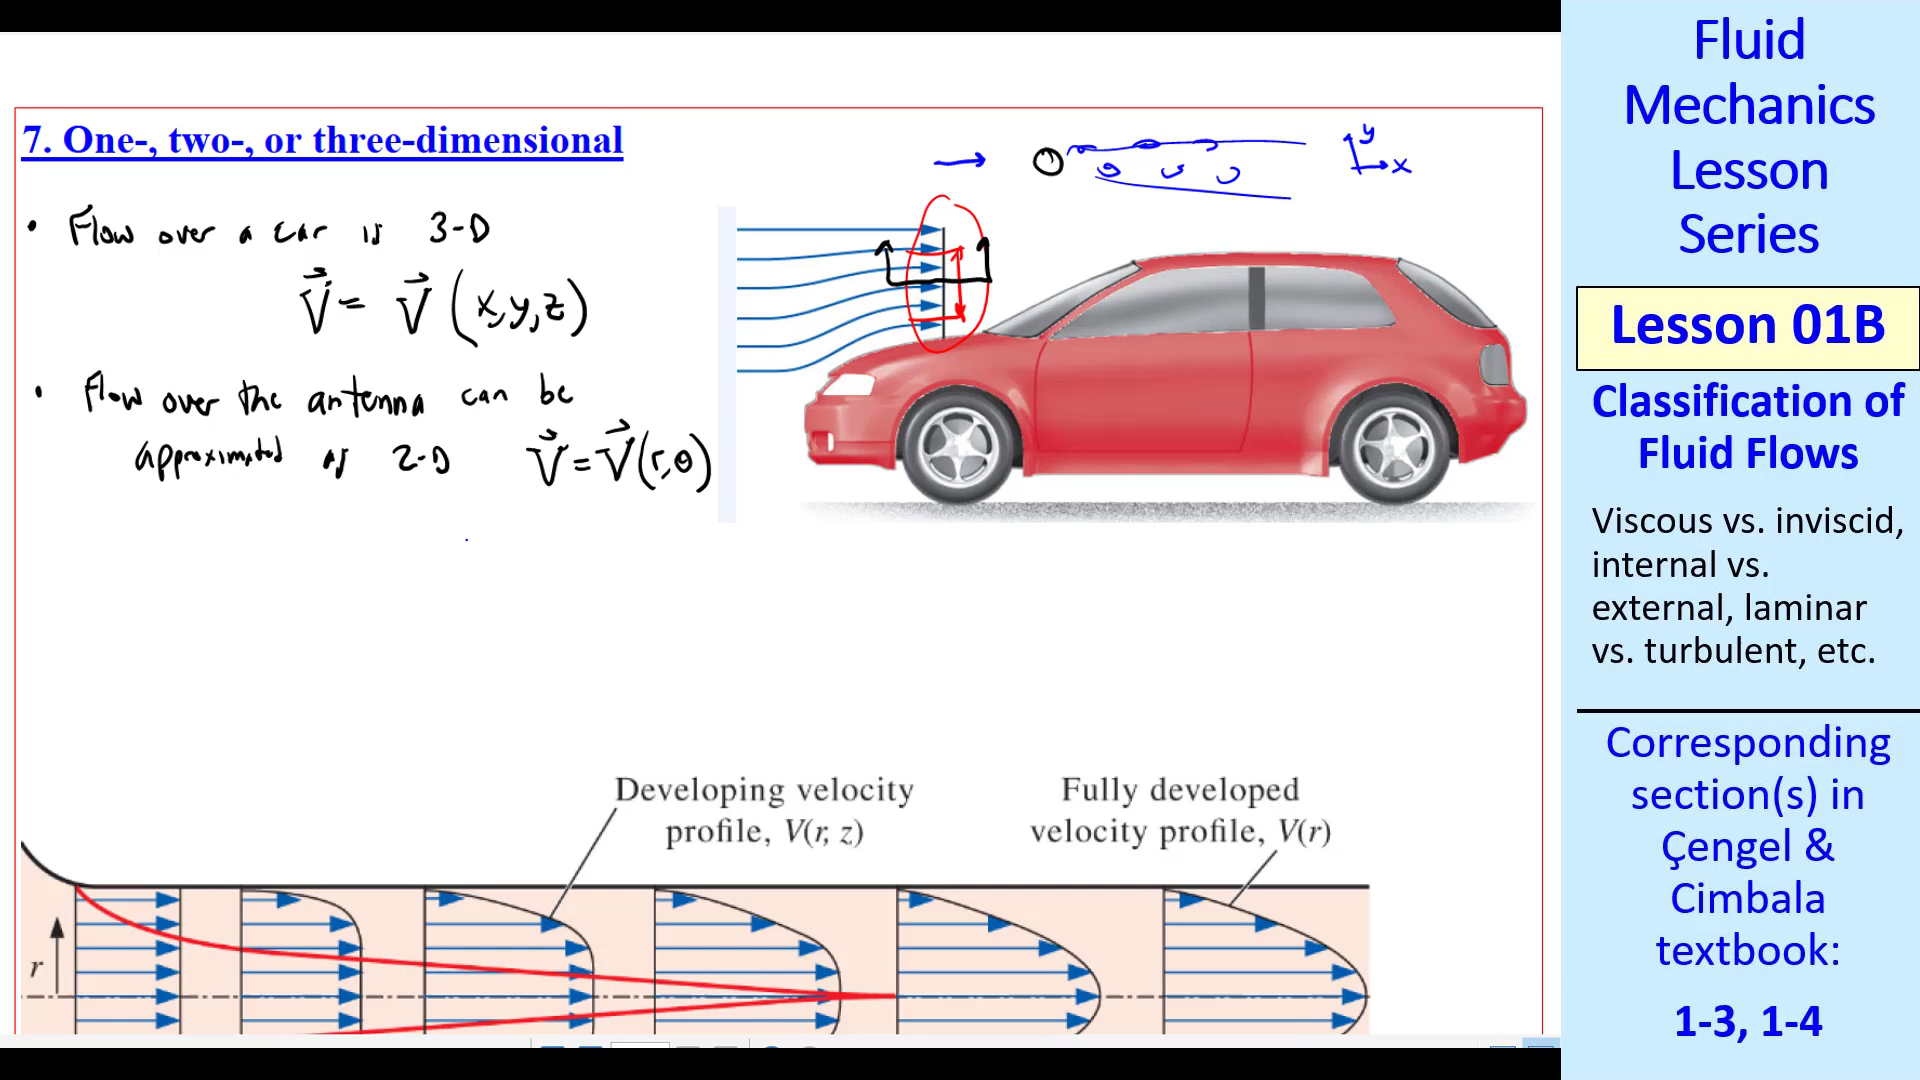 7. One-, two-, or three-dimensional
• Flow over a car is 3-D
V⃗ = V⃗ (x,y,z)
• Flow over the antenna can be
approximated as 2-D V⃗ = V⃗(r,θ)
y
x
Developing velocity
profile, V(r, z)
Fully developed
velocity profile, V(r)
r
Fluid
Mechanics
Lesson
Series
Lesson 01B
Classification of
Fluid Flows
Viscous vs. inviscid,
internal vs.
external, laminar
vs. turbulent, etc.
Corresponding
section(s) in
Çengel &
Cimbala
textbook:
1-3, 1-4